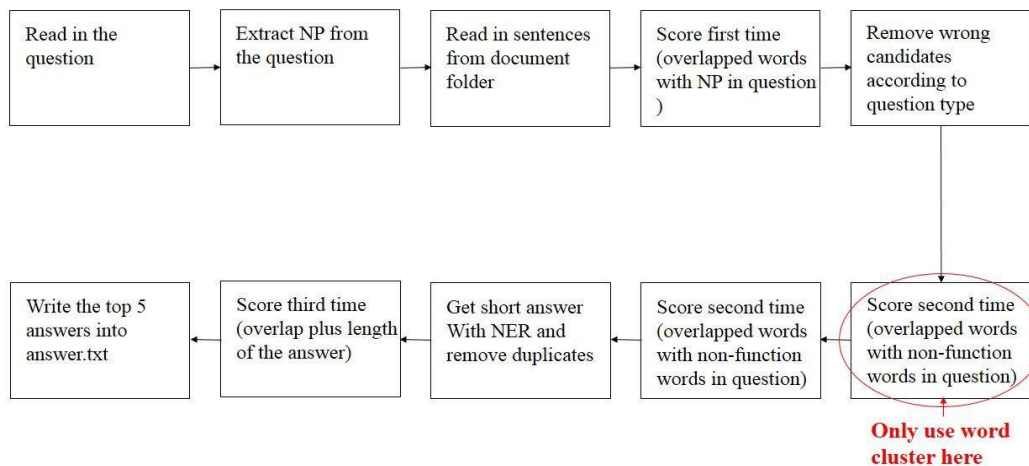 Read in the
question
Extract NP from
the question
Read in sentences
from document
folder
Score first time
(overlapped words
with NP in question
)
Remove wrong
candidates
according to
question type
Score second time
(overlapped words
with non-function
words in question)
Only use word
cluster here
Score second time
(overlapped words
with non-function
words in question)
Get short answer
With NER and
remove duplicates
Score third time
(overlap plus length
of the answer)
Write the top 5
answers into
answer.txt